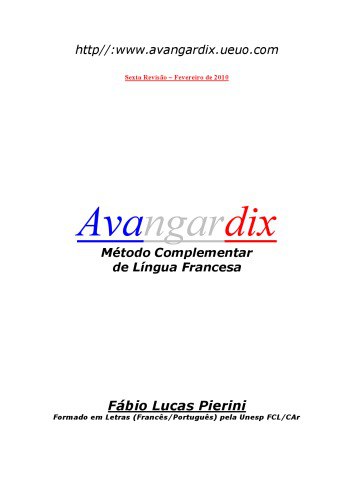 http//:www.avangardix.ueuo.com
Sexta Revisão – Fevereiro de 2010
Avangardix
Método Complementar
de Língua Francesa
Fábio Lucas Pierini
Formado em Letras (Francês/Português) pela Unesp FCL/CAr